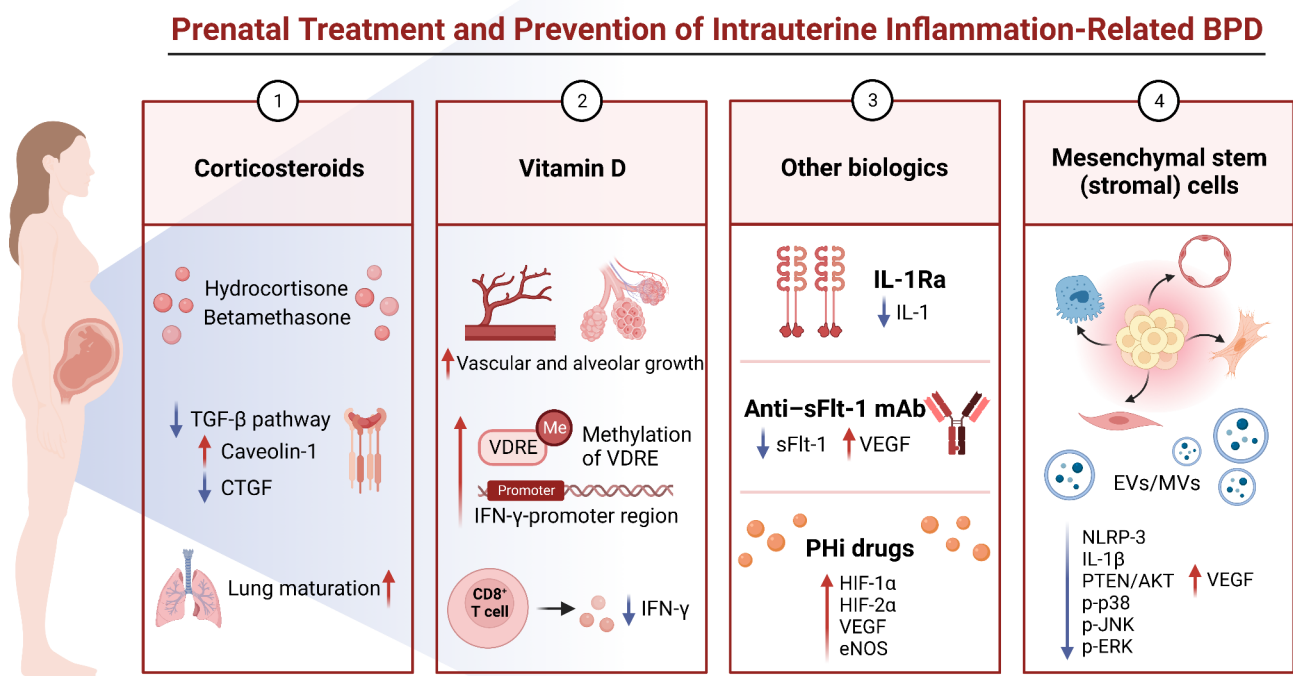 Prenatal Treatment and Prevention of Intrauterine Inflammation-Related BPD
1
Corticosteroids
Hydrocortisone
Betamethasone
TGF-β pathway
Caveolin-1
CTGF
Lung maturation
2
Vitamin D
Vascular and alveolar growth
Me
VDRE
Methylation
of VDRE
Promoter
IFN-γ-promoter region
CD8⁺
T cell
IFN-γ
3
Other biologics
IL-1Ra
IL-1
Anti–sFlt-1 mAb
sFlt-1 VEGF
PHi drugs
HIF-1α
HIF-2α
VEGF
eNOS
4
Mesenchymal stem
(stromal) cells
EVs/MVs
NLRP-3
IL-1β
PTEN/AKT VEGF
p-p38
p-JNK
p-ERK